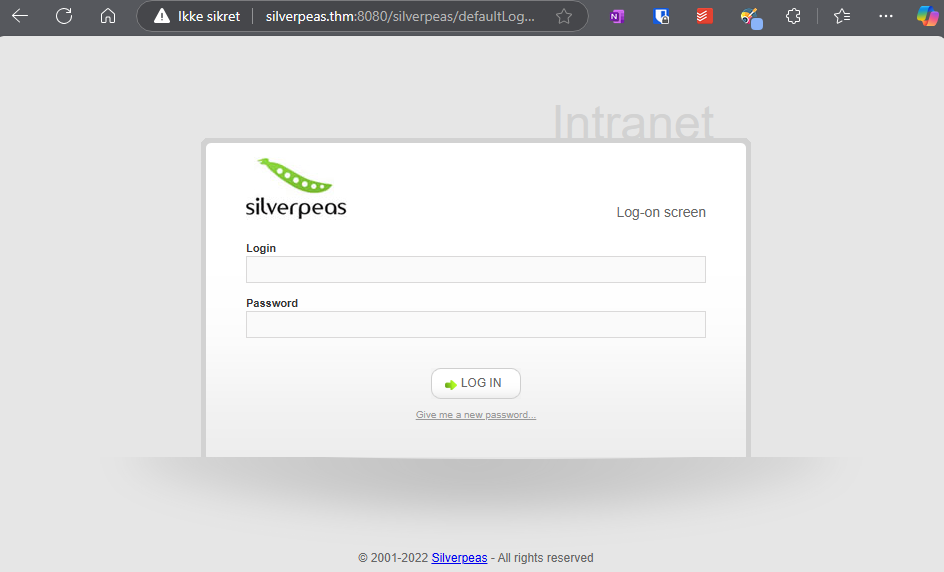 Ikke sikret silverpeas.thm:8080/silverpeas/defaultLog...
Intranet
silverpeas
Log-on screen
Login
Password
LOG IN
Give me a new password...
© 2001-2022 Silverpeas - All rights reserved